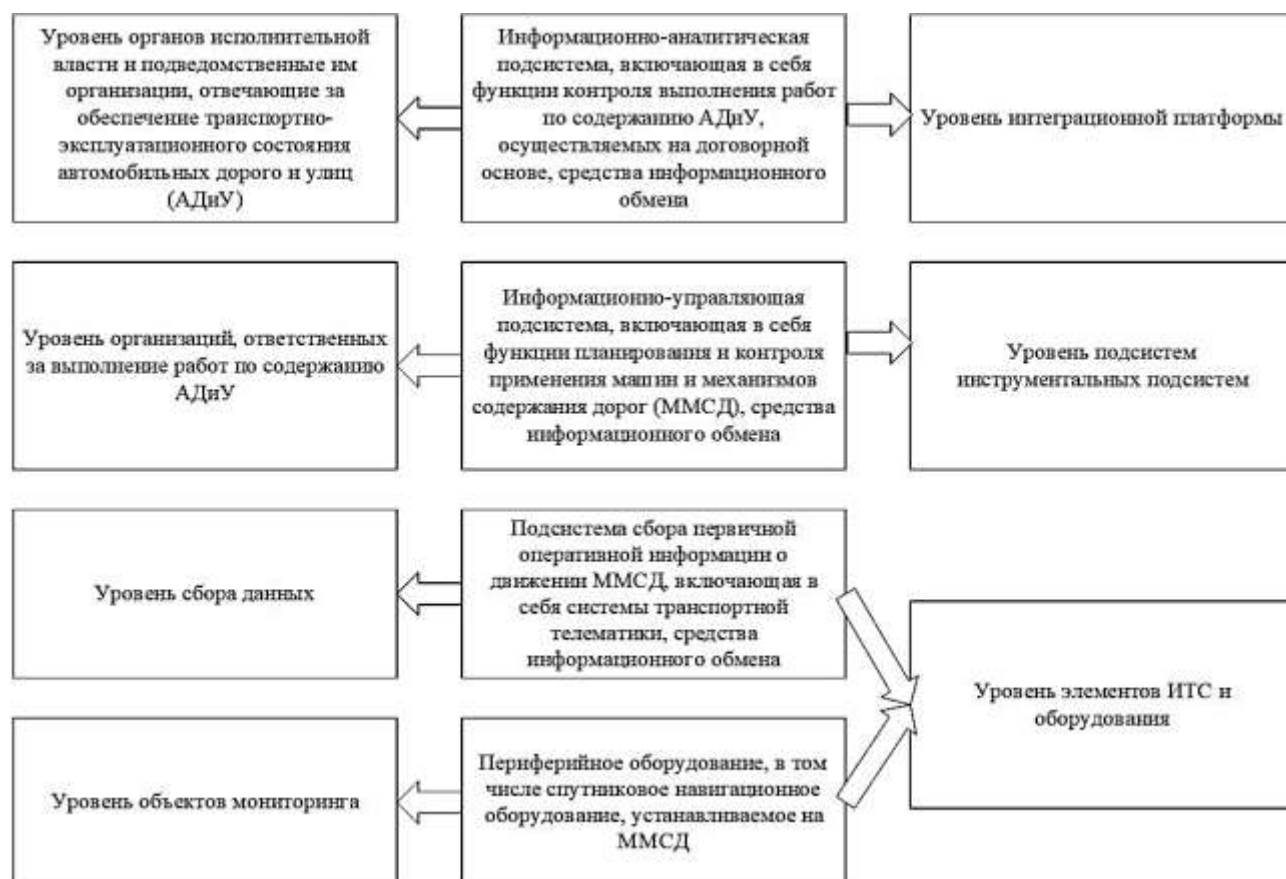 Уровень органов исполнительной
власти и подведомственные им
организации, отвечающие за
обеспечение транспортно-
эксплуатационного состояния
автомобильных дорого и улиц
(АДиУ)
Информационно-аналитическая
подсистема, включающая в себя
функции контроля выполнения работ
по содержанию АДиУ,
осуществляемых на договорной
основе, средства информационного
обмена
Уровень интеграционной платформы
Уровень организаций, ответственных
за выполнение работ по содержанию
АДиУ
Информационно-управляющая
подсистема, включающая в себя
функции планирования и контроля
применения машин и механизмов
содержания дорог (ММСД), средства
информационного обмена
Уровень подсистем
инструментальных подсистем
Уровень сбора данных
Подсистема сбора первичной
оперативной информации о
движении ММСД, включающая в
себя системы транспортной
телематики, средства
информационного обмена
Уровень элементов ИТС и
оборудования
Уровень объектов мониторинга
Периферийное оборудование, в том
числе спутниковое навигационное
оборудование, устанавливаемое на
ММСД